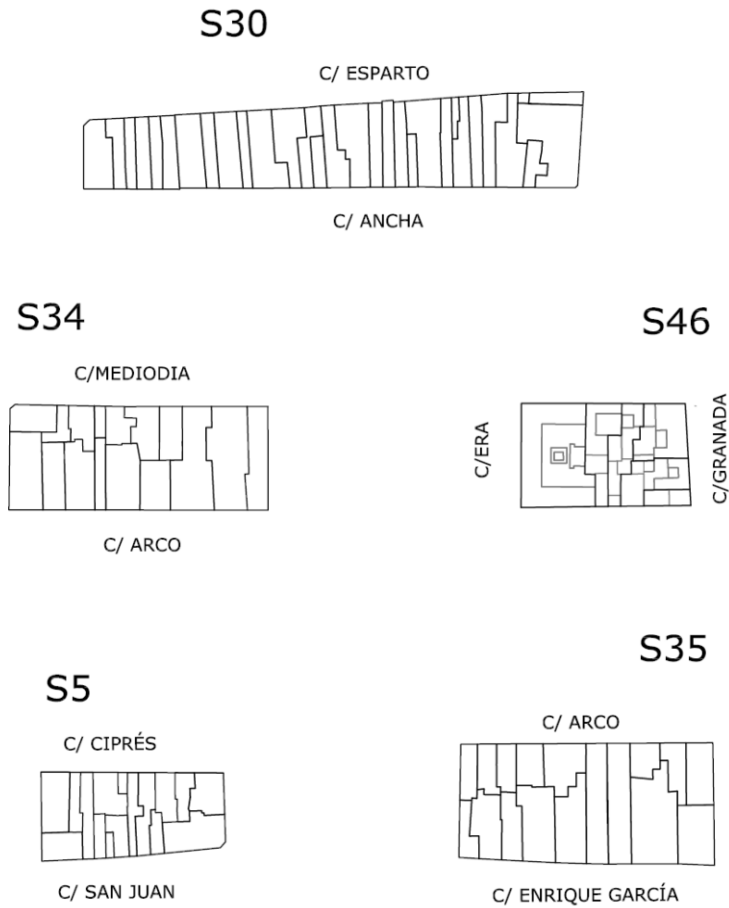 S30
C/ ESPARTO
C/ ANCHA
S34
S46
C/MEDIODIA
C/ERA
C/GRANADA
C/ ARCO
S35
S5
C/ ARCO
C/ CIPRÉS
C/ SAN JUAN
C/ ENRIQUE GARCÍA